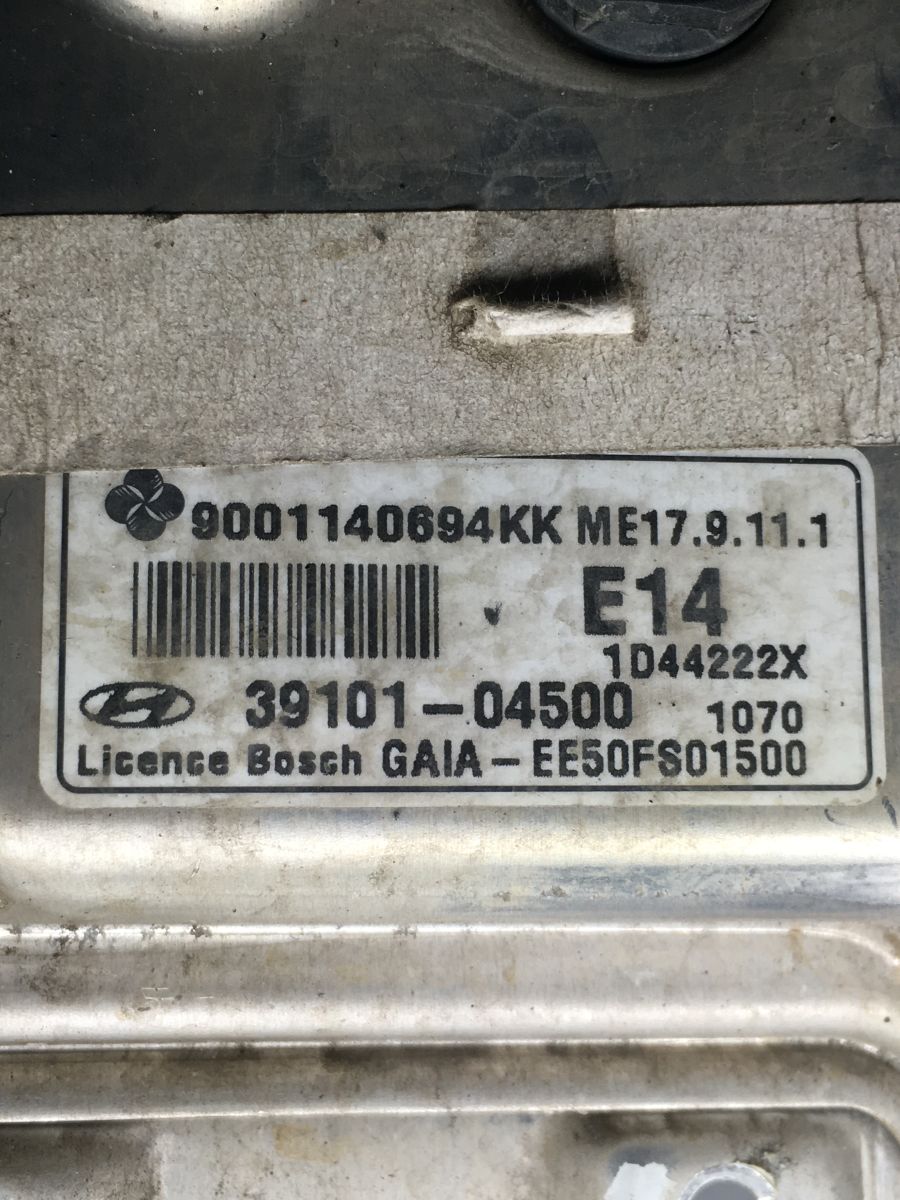 9001140694KK ME17.9.11.1
E14
1D44222X
39101-04500 1070
Licence Bosch GAIA-EE50FS01500